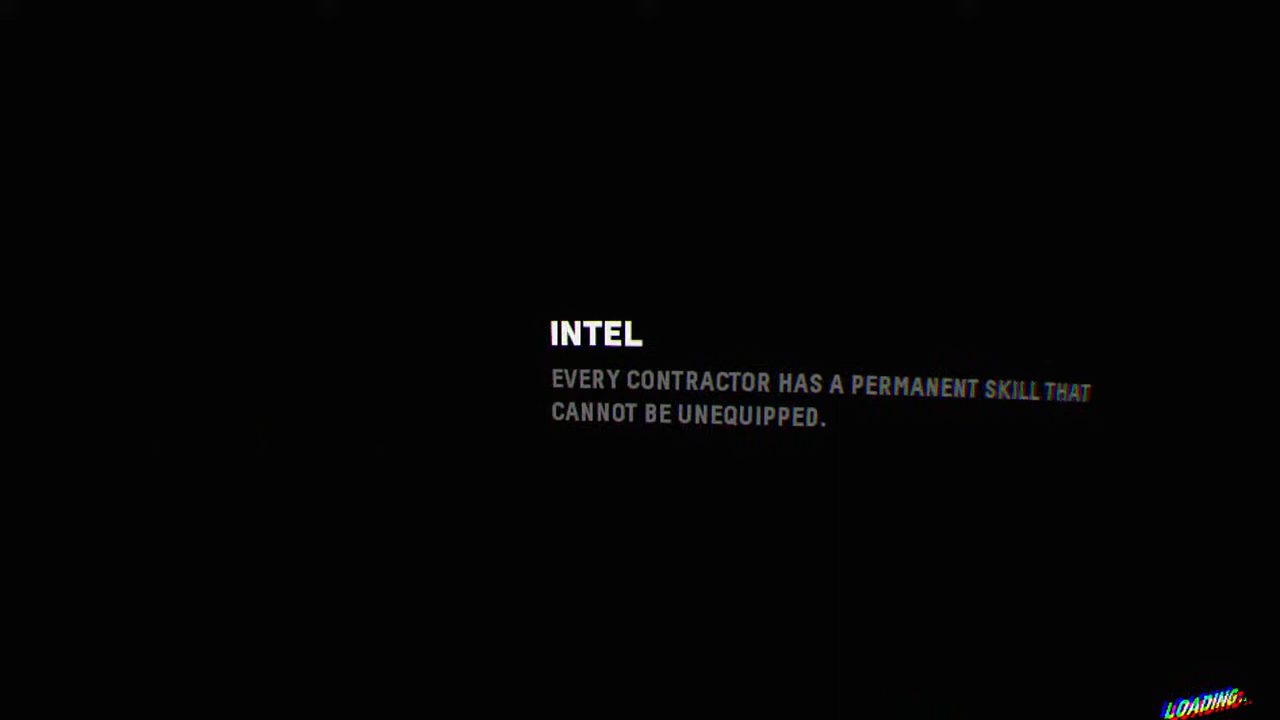 INTEL
EVERY CONTRACTOR HAS A PERMANENT SKILL THAT
CANNOT BE UNEQUIPPED.
LOADING...